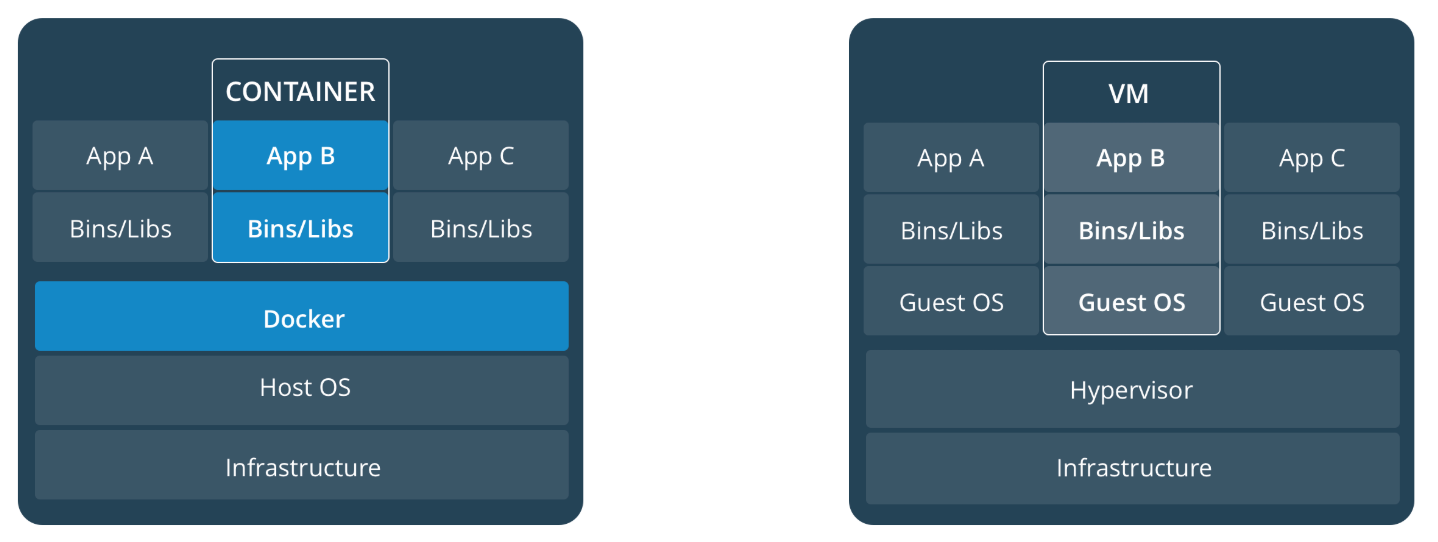 CONTAINER
App A
App B
App C
Bins/Libs
Bins/Libs
Bins/Libs
Docker
Host OS
Infrastructure
VM
App A
App B
App C
Bins/Libs
Bins/Libs
Bins/Libs
Guest OS
Guest OS
Guest OS
Hypervisor
Infrastructure